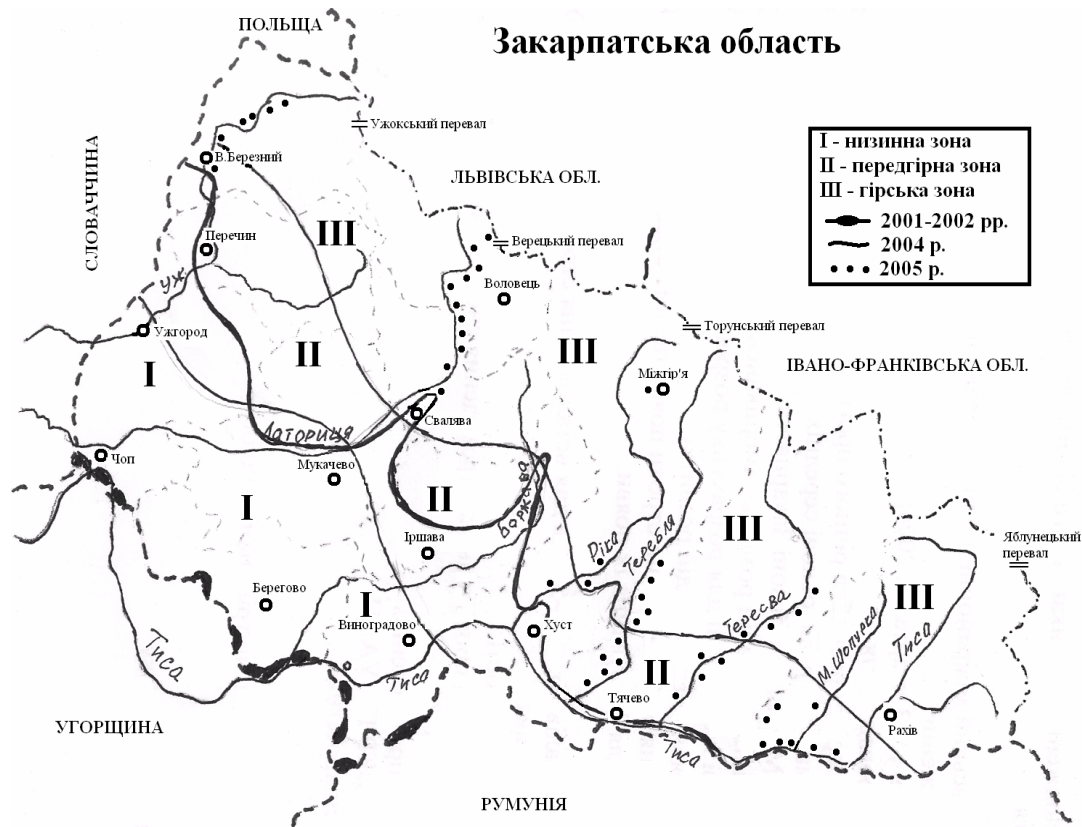 ПОЛЬЩА
Закарпатська область
Ужокський перевал
І - низинна зона
ІІ - передгірна зона
ІІІ - гірська зона
2001-2002 рр.
2004 р.
2005 р.
СЛОВАЧЧИНА
В.Березний
ЛЬВІВСЬКА ОБЛ.
ІІІ
Перечин
Верецький перевал
УЖ
Воловець
Ужгород
Торунський перевал
І
ІІ
ІІІ
ІВАНО-ФРАНКІВСЬКА ОБЛ.
Міжгір'я
Свалява
Латориця
Чоп
Мукачево
І
ІІ
Боржава
ІІІ
Іршава
Ріка
Теребля
Яблунецький
перевал
Берегово
І
Тересва
ІІІ
Виноградово
Хуст
Тиса
Тиса
ІІ
М.Шопурка
Тиса
Тячево
Рахів
УГОРЩИНА
Тиса
РУМУНІЯ